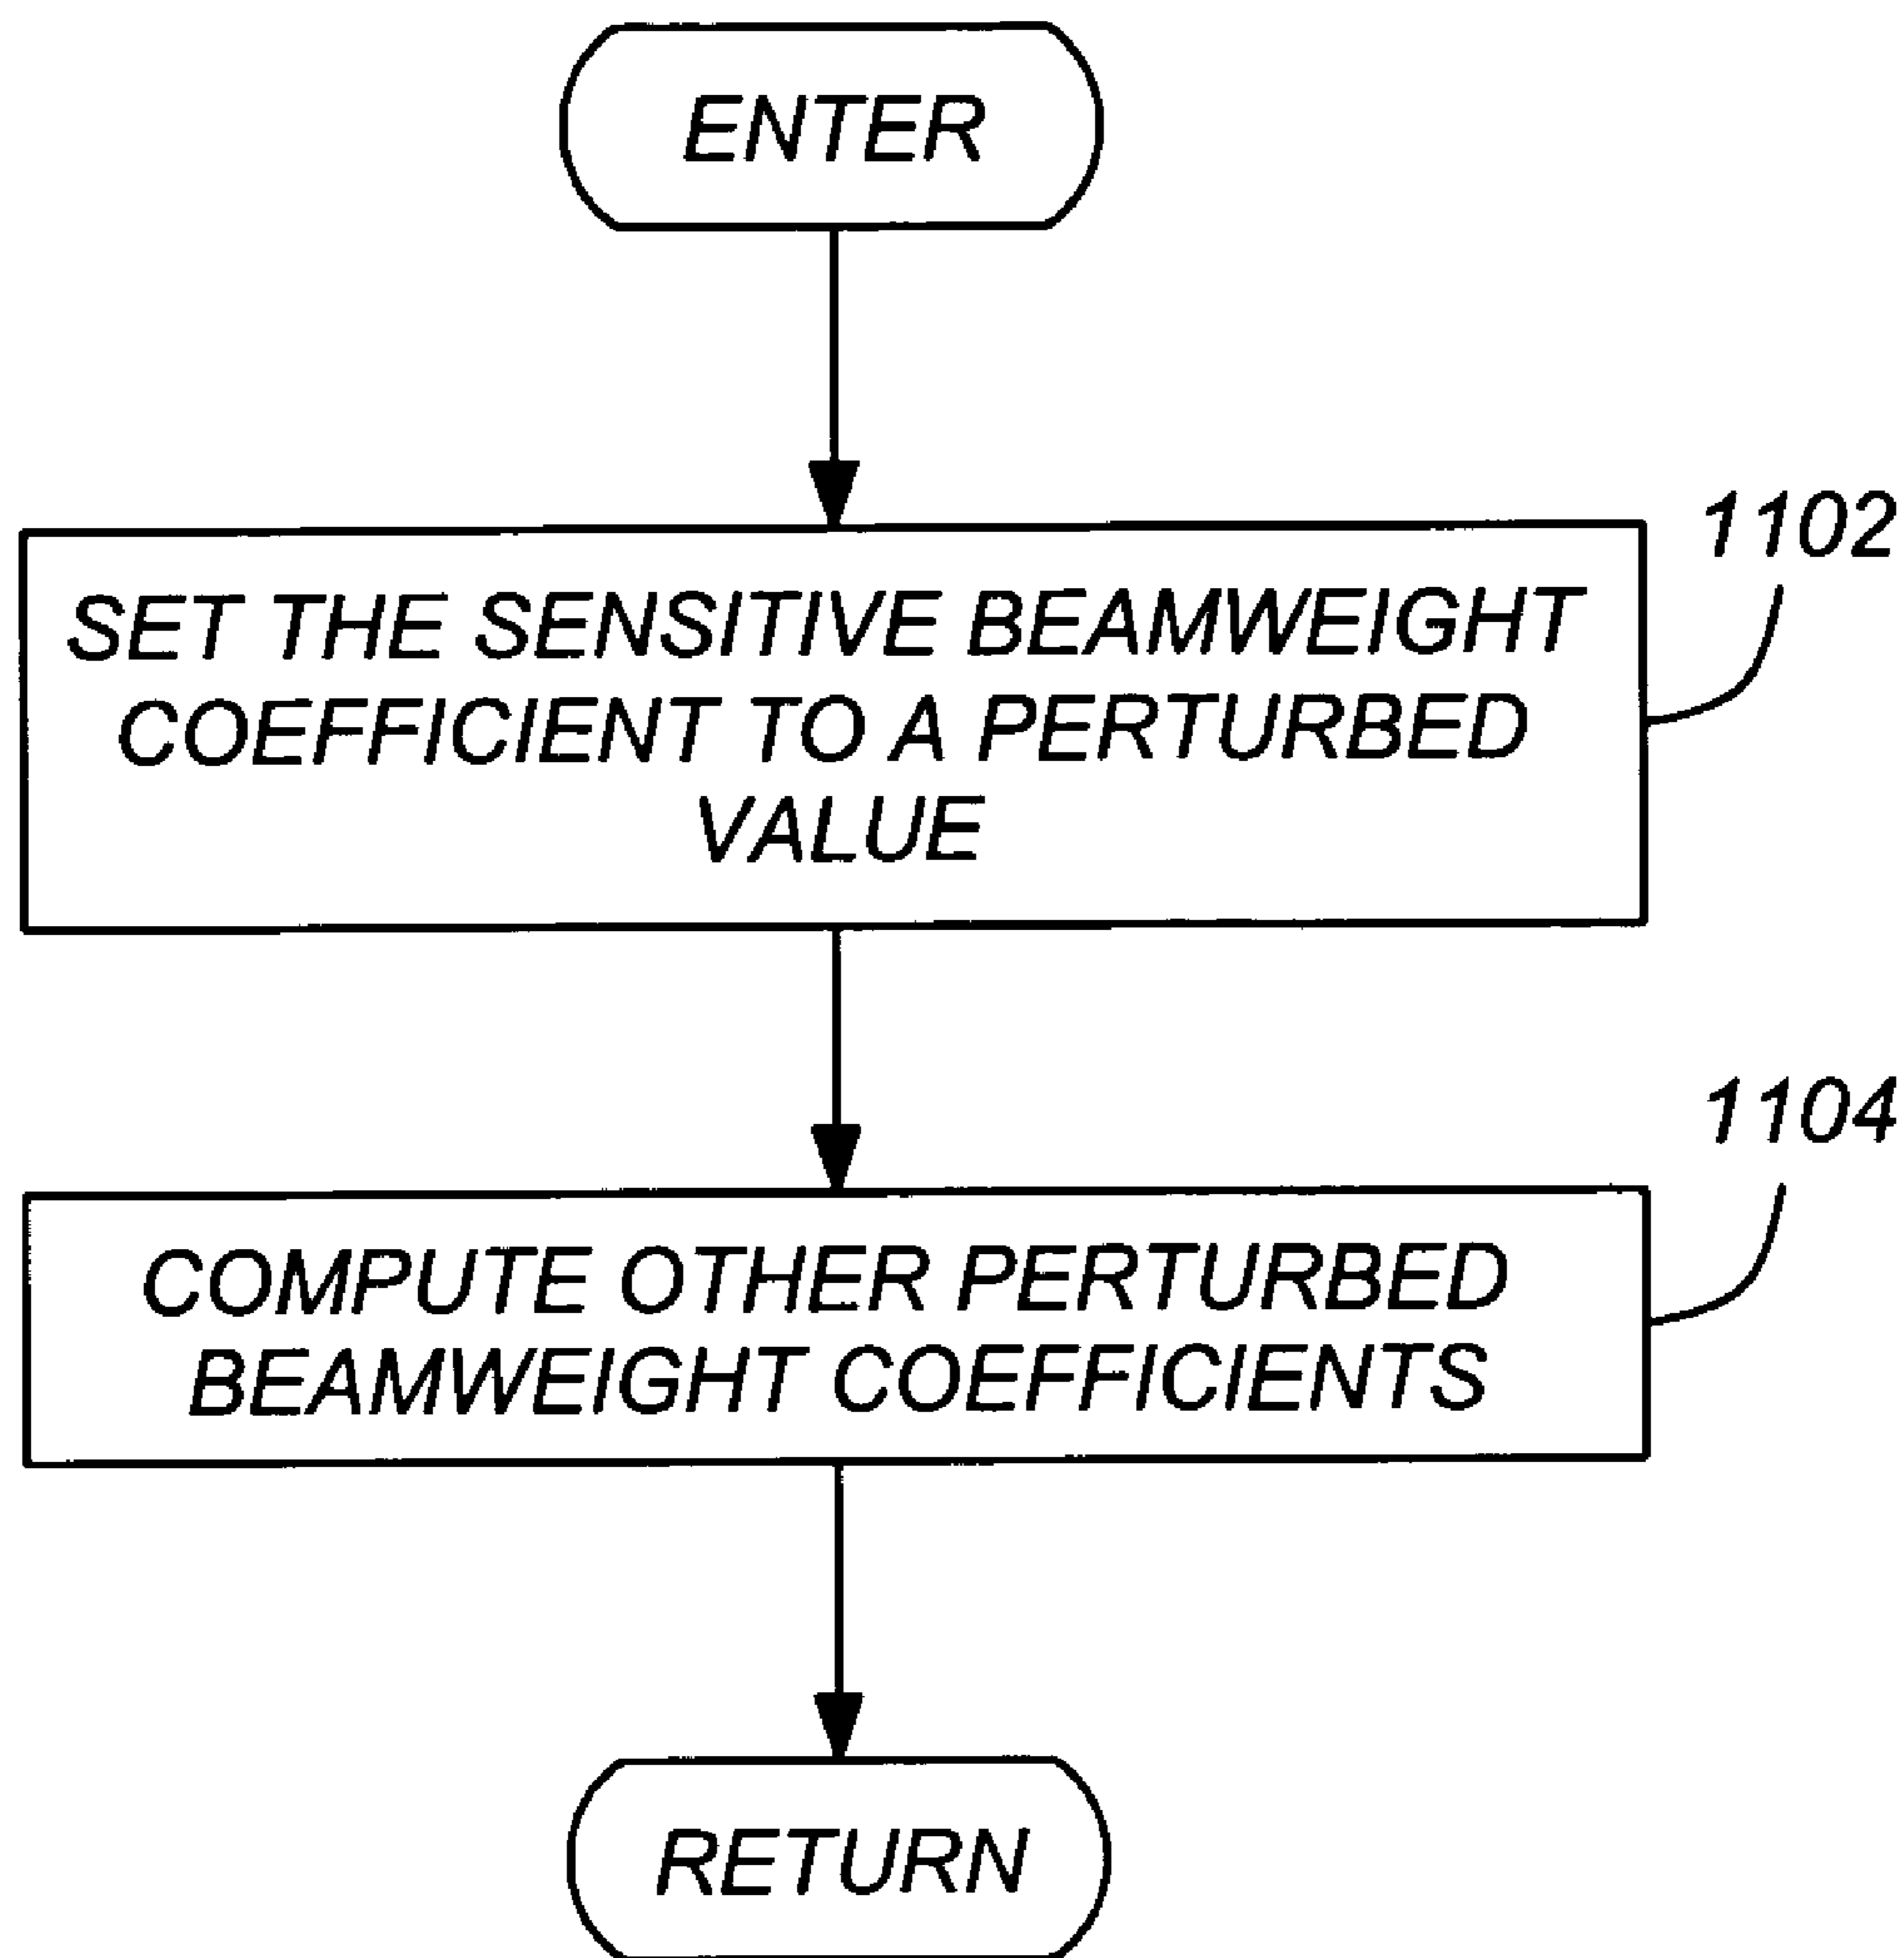 ENTER
1102
SET THE SENSITIVE BEAMWEIGHT
COEFFICIENT TO A PERTURBED
VALUE
1104
COMPUTE OTHER PERTURBED
BEAMWEIGHT COEFFICIENTS
RETURN